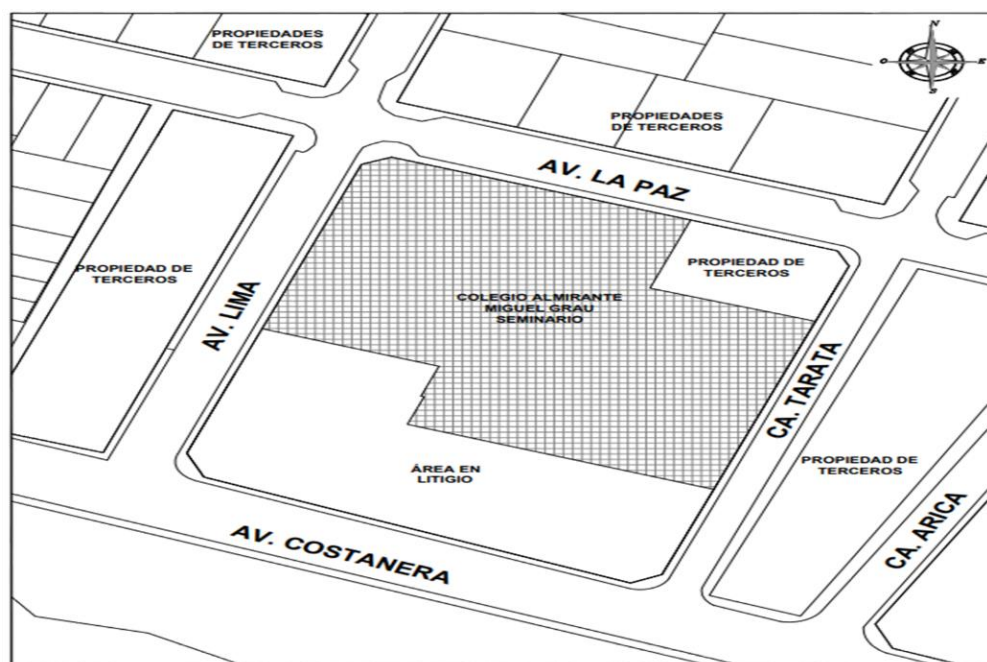 PROPIEDADES
DE TERCEROS
N
O
E
S
PROPIEDADES
DE TERCEROS
AV. LA PAZ
PROPIEDAD DE
TERCEROS
PROPIEDAD DE
TERCEROS
COLEGIO ALMIRANTE
MIGUEL GRAU
SEMINÁRIO
AV. LIMA
CA. TARATA
PROPIEDAD DE
TERCEROS
ÁREA EN
LITIGIO
CA. ARICA
AV. COSTANERA